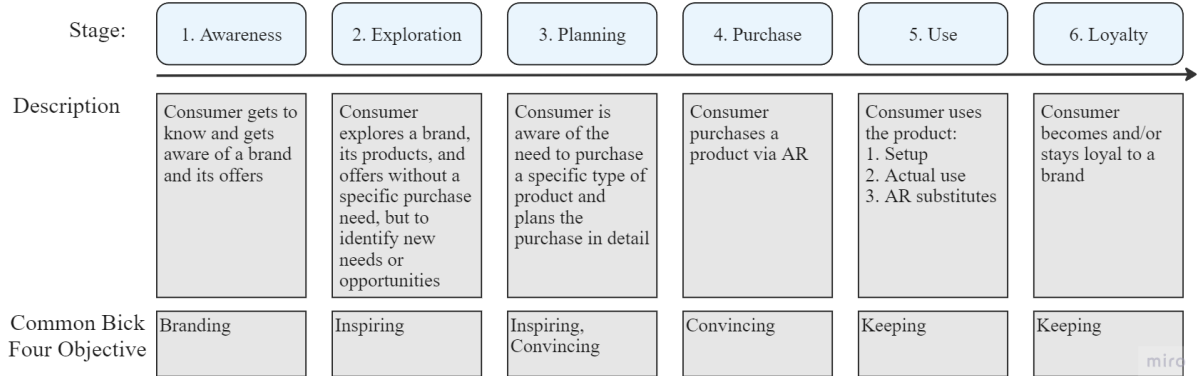 Stage:
1. Awareness
2. Exploration
3. Planning
4. Purchase
5. Use
6. Loyalty
Description
Consumer gets to
know and gets
aware of a brand
and its offers
Consumer
explores a brand,
its products, and
offers without a
specific purchase
need, but to
identify new
needs or
opportunities
Consumer is
aware of the
need to purchase
a specific type of
product and
plans the
purchase in detail
Consumer
purchases a
product via AR
Consumer uses
the product:
1. Setup
2. Actual use
3. AR substitutes
Consumer
becomes and/or
stays loyal to a
brand
Common Bick
Four Objective
Branding
Inspiring
Inspiring,
Convincing
Convincing
Keeping
Keeping
miro